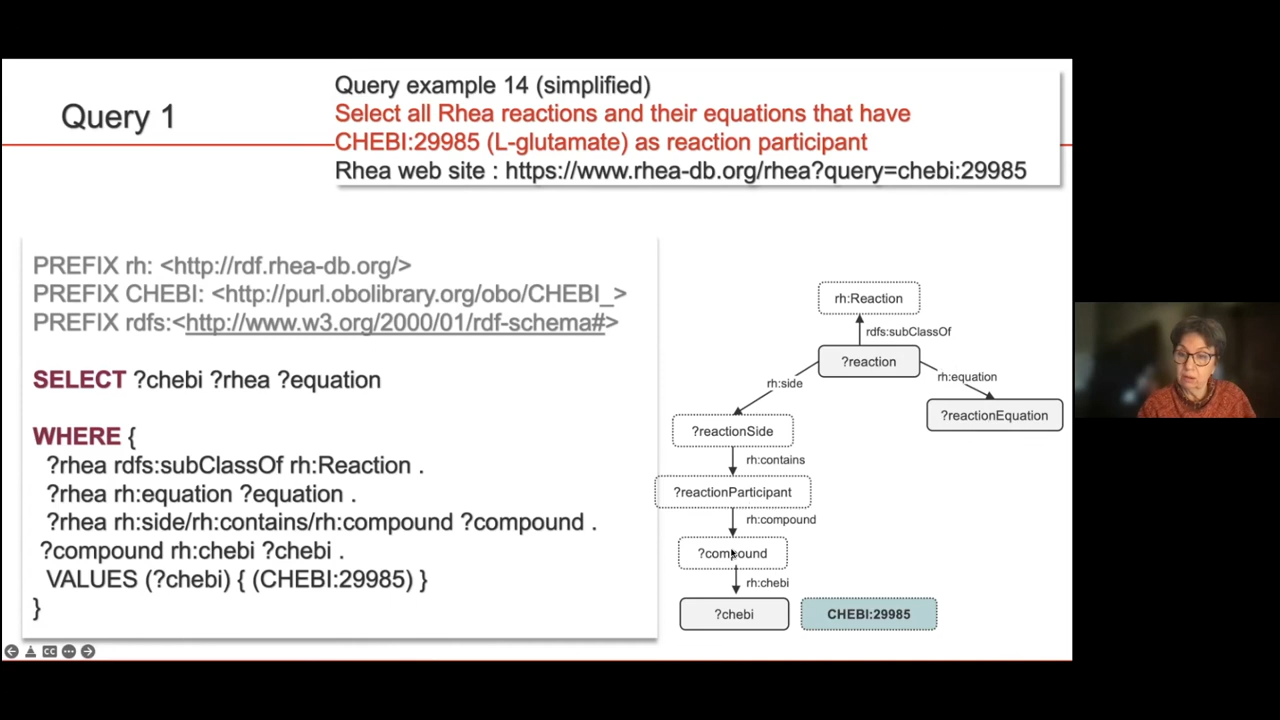 Query 1
Query example 14 (simplified)
Select all Rhea reactions and their equations that have
CHEBI:29985 (L-glutamate) as reaction participant
Rhea web site : https://www.rhea-db.org/rhea?query=chebi:29985
PREFIX rh: <http://rdf.rhea-db.org/>
PREFIX CHEBI: <http://purl.obolibrary.org/obo/CHEBI_>
PREFIX rdfs:<http://www.w3.org/2000/01/rdf-schema#>
SELECT ?chebi ?rhea ?equation
WHERE {
?rhea rdfs:subClassOf rh:Reaction .
?rhea rh:equation ?equation .
?rhea rh:side/rh:contains/rh:compound ?compound .
?compound rh:chebi ?chebi .
VALUES (?chebi) { (CHEBI:29985) }
}
rh:Reaction
rdfs:subClassOf
?reaction
rh:side
rh:equation
?reactionEquation
?reactionSide
rh:contains
?reactionParticipant
rh:compound
?compound
rh:chebi
?chebi
CHEBI:29985
CC